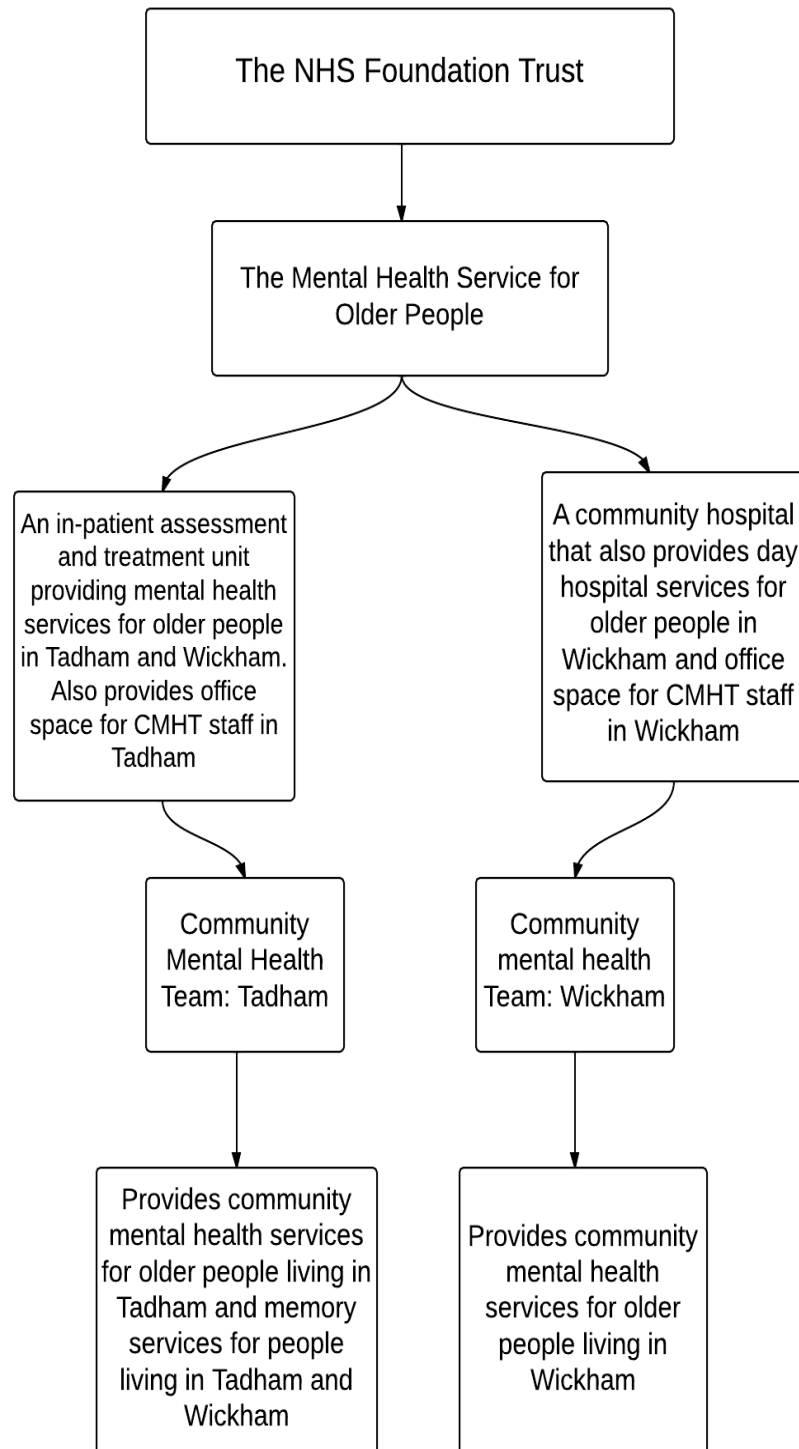 The NHS Foundation Trust
The Mental Health Service for
Older People
An in-patient assessment
and treatment unit
providing mental health
services for older people
in Tadham and Wickham.
Also provides office
space for CMHT staff in
Tadham
A community hospital
that also provides day
hospital services for
older people in
Wickham and office
space for CMHT staff
in Wickham
Community
Mental Health
Team: Tadham
Community
mental health
Team: Wickham
Provides community
mental health services
for older people living in
Tadham and memory
services for people
living in Tadham and
Wickham
Provides community
mental health
services for older
people living in
Wickham